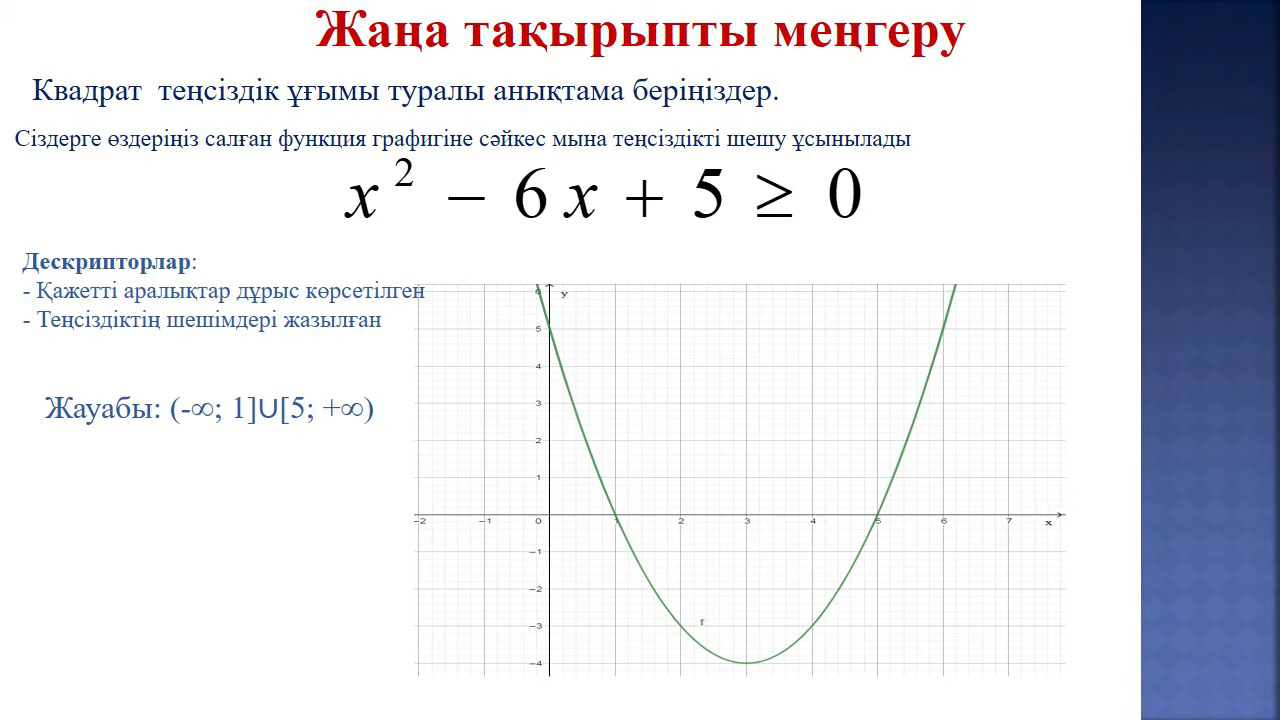 Жаңа тақырыпты меңгеру
Квадрат теңсіздік ұғымы туралы анықтама беріңіздер.
Сіздерге өздеріңіз салған функция графигіне сәйкес мына теңсіздікті шешу ұсынылады
x² − 6x + 5 ≥ 0
Дескрипторлар:
- Қажетті аралықтар дұрыс көрсетілген
- Теңсіздіктің шешімдері жазылған
Жауабы: (-∞; 1]∪[5; +∞)
6 y
5
4
3
2
1
−2 −1 0 1 2 3 4 5 6 7 x
−1
−2
−3 f
−4